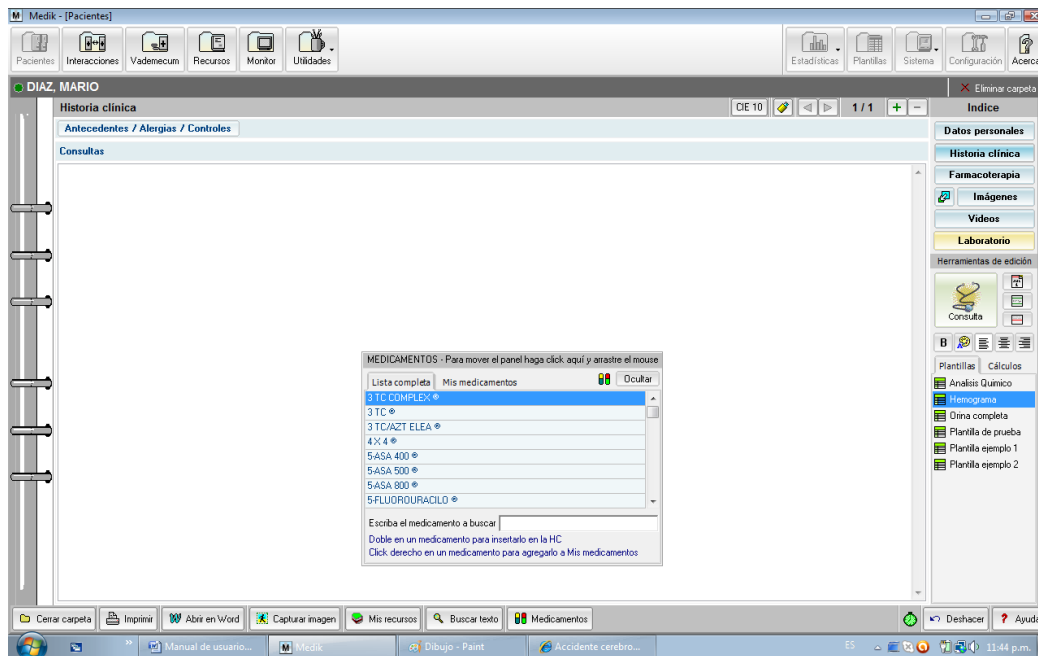 Medik - [Pacientes]
Pacientes Interacciones Vademecum Recursos Monitor Utilidades Estadísticas Plantillas Sistema Configuración Acerca
DIAZ, MARIO
Eliminar carpeta
Historia clínica
CIE 10
1 / 1
+ -
Indice
Antecedentes / Alergias / Controles
Consultas
Datos personales
Historia clínica
Farmacoterapia
Imágenes
Videos
Laboratorio
Herramientas de edición
Consulta
B
Plantillas Cálculos
Analisis Quimico
Hemograma
Orina completa
Plantilla de prueba
Plantilla ejemplo 1
Plantilla ejemplo 2
MEDICAMENTOS - Para mover el panel haga click aquí y arrastre el mouse
Lista completa Mis medicamentos Ocultar
3 TC COMPLEX ®
3 TC ®
3 TC/AZT ELEA ®
4 X 4 ®
5-ASA 400 ®
5-ASA 500 ®
5-ASA 800 ®
5-FLUOROURACILO ®
Escriba el medicamento a buscar
Doble en un medicamento para insertarlo en la HC
Click derecho en un medicamento para agregarlo a Mis medicamentos
Cerrar carpeta Imprimir Abrir en Word Capturar imagen Mis recursos Buscar texto Medicamentos Deshacer Ayuda
Manual de usuario... Medik Dibujo - Paint Accidente cerebro... ES 11:44 p.m.